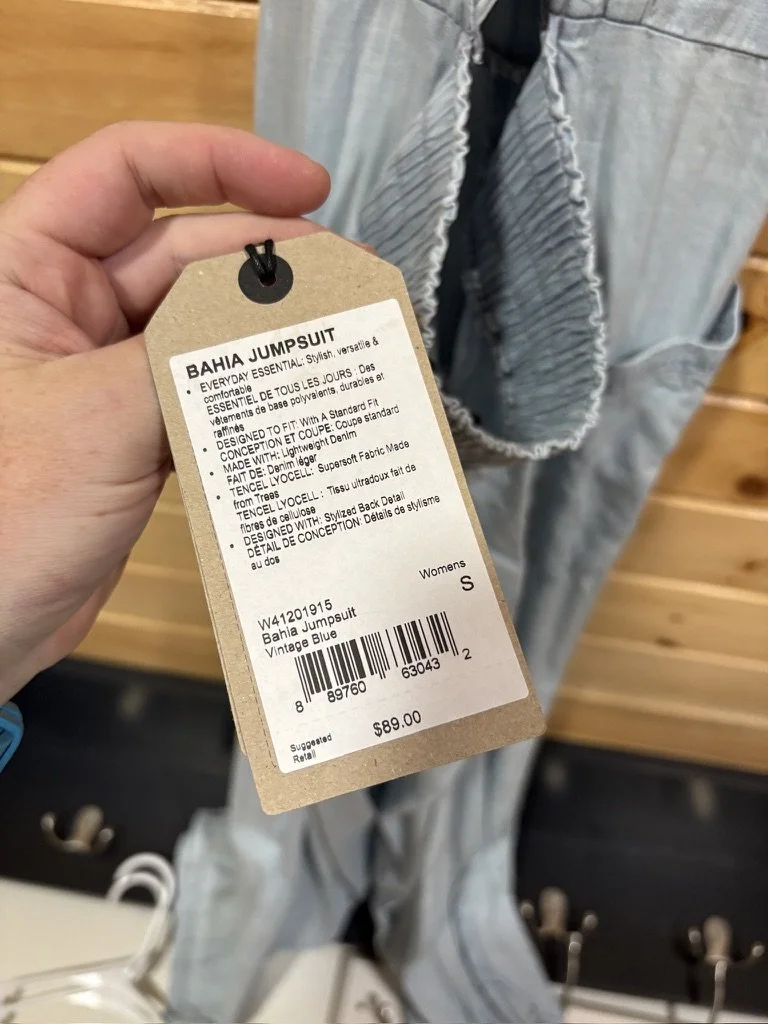 BAHIA JUMPSUIT
• EVERYDAY ESSENTIAL: Stylish, versatile &
comfortable
ESSENTIEL DE TOUS LES JOURS : Des
vêtements de base polyvalents, durables et
raffinés
• DESIGNED TO FIT: With A Standard Fit
CONCEPTION ET COUPE: Coupe standard
• MADE WITH: Lightweight Denim
FAIT DE: Denim léger
• TENCEL LYOCELL: Supersoft Fabric Made
from Trees
TENCEL LYOCELL : Tissu ultradoux fait de
fibres de cellulose
• DESIGNED WITH: Stylized Back Detail
DÉTAIL DE CONCEPTION: Détails de stylisme
au dos
Womens
S
W41201915
Bahia Jumpsuit
Vintage Blue
8 89760 63043 2
Suggested
Retail
$89.00